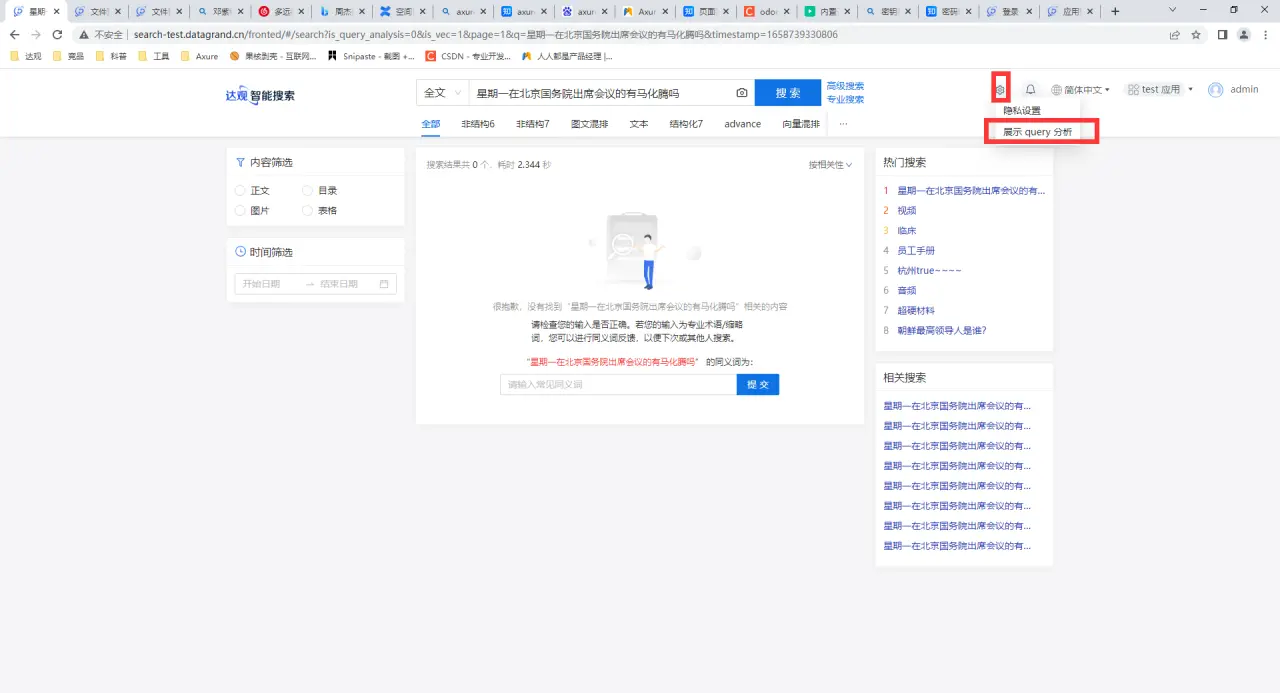 星期一
文件
文件
邓紫
多远
周杰
空间
axur
axur
axur
Axur
页面
odo
内置
密钥
密码
登录
应用
不安全 search-test.datagrand.cn/fronted/#/search?is_query_analysis=0&is_vec=1&page=1&q=星期一在北京国务院出席会议的有马化腾吗&timestamp=1658739330806
达观 竞品 科普 工具 Axure 果核剥壳 - 互联网... Snipaste - 截图 +... CSDN - 专业开发... 人人都是产品经理 |...
达观 智能搜索
全文 星期一在北京国务院出席会议的有马化腾吗 搜 索
高级搜索
专业搜索
简体中文 test 应用 admin
隐私设置
展示 query 分析
全部 非结构6 非结构7 图文混排 文本 结构化7 advance 向量混排 ...
内容筛选
正文 目录
图片 表格
时间筛选
开始日期 → 结束日期
搜索结果共 0 个，耗时 2.344 秒 按相关性
很抱歉，没有找到 "星期一在北京国务院出席会议的有马化腾吗" 相关的内容
请检查您的输入是否正确。若您的输入为专业术语/缩略
词，您可以进行同义词反馈，以便下次或其他人搜索。
"星期一在北京国务院出席会议的有马化腾吗" 的同义词为：
请输入常见同义词 提 交
热门搜索
1 星期一在北京国务院出席会议的有...
2 视频
3 临床
4 员工手册
5 杭州true~~~~
6 音频
7 超硬材料
8 朝鲜最高领导人是谁?
相关搜索
星期一在北京国务院出席会议的有...
星期一在北京国务院出席会议的有...
星期一在北京国务院出席会议的有...
星期一在北京国务院出席会议的有...
星期一在北京国务院出席会议的有...
星期一在北京国务院出席会议的有...
星期一在北京国务院出席会议的有...
星期一在北京国务院出席会议的有...